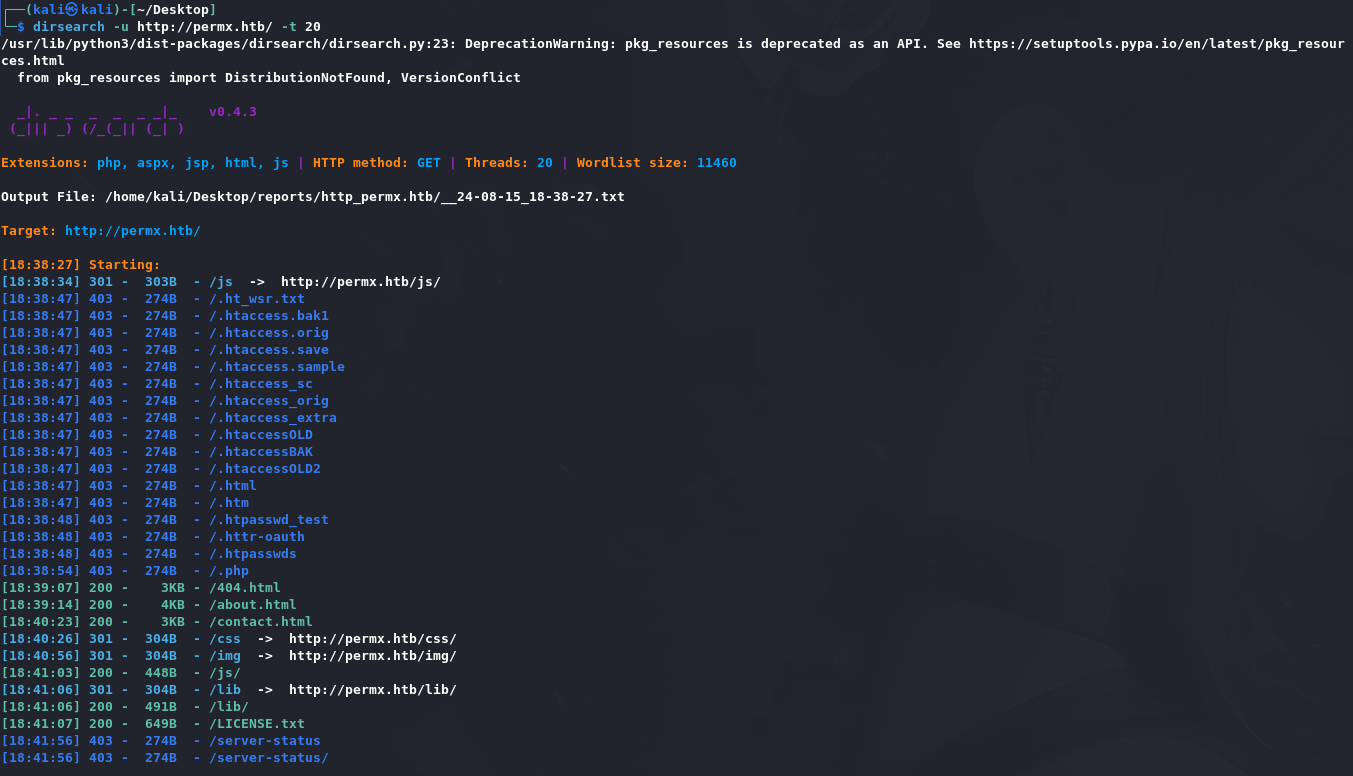 ┌──(kali㉿kali)-[~/Desktop]
└─$ dirsearch -u http://permx.htb/ -t 20
/usr/lib/python3/dist-packages/dirsearch/dirsearch.py:23: DeprecationWarning: pkg_resources is deprecated as an API. See https://setuptools.pypa.io/en/latest/pkg_resour
ces.html
  from pkg_resources import DistributionNotFound, VersionConflict

  _|. _ _  _  _  _ _|_    v0.4.3
 (_||| _) (/_(_|| (_| )

Extensions: php, aspx, jsp, html, js | HTTP method: GET | Threads: 20 | Wordlist size: 11460

Output File: /home/kali/Desktop/reports/http_permx.htb/__24-08-15_18-38-27.txt

Target: http://permx.htb/

[18:38:27] Starting:
[18:38:34] 301 -  303B  - /js  ->  http://permx.htb/js/
[18:38:47] 403 -  274B  - /.ht_wsr.txt
[18:38:47] 403 -  274B  - /.htaccess.bak1
[18:38:47] 403 -  274B  - /.htaccess.orig
[18:38:47] 403 -  274B  - /.htaccess.save
[18:38:47] 403 -  274B  - /.htaccess.sample
[18:38:47] 403 -  274B  - /.htaccess_sc
[18:38:47] 403 -  274B  - /.htaccess_orig
[18:38:47] 403 -  274B  - /.htaccess_extra
[18:38:47] 403 -  274B  - /.htaccessOLD
[18:38:47] 403 -  274B  - /.htaccessBAK
[18:38:47] 403 -  274B  - /.htaccessOLD2
[18:38:47] 403 -  274B  - /.html
[18:38:47] 403 -  274B  - /.htm
[18:38:48] 403 -  274B  - /.htpasswd_test
[18:38:48] 403 -  274B  - /.httr-oauth
[18:38:48] 403 -  274B  - /.htpasswds
[18:38:54] 403 -  274B  - /.php
[18:39:07] 200 -    3KB - /404.html
[18:39:14] 200 -    4KB - /about.html
[18:40:23] 200 -    3KB - /contact.html
[18:40:26] 301 -  304B  - /css  ->  http://permx.htb/css/
[18:40:56] 301 -  304B  - /img  ->  http://permx.htb/img/
[18:41:03] 200 -  448B  - /js/
[18:41:06] 301 -  304B  - /lib  ->  http://permx.htb/lib/
[18:41:06] 200 -  491B  - /lib/
[18:41:07] 200 -  649B  - /LICENSE.txt
[18:41:56] 403 -  274B  - /server-status
[18:41:56] 403 -  274B  - /server-status/